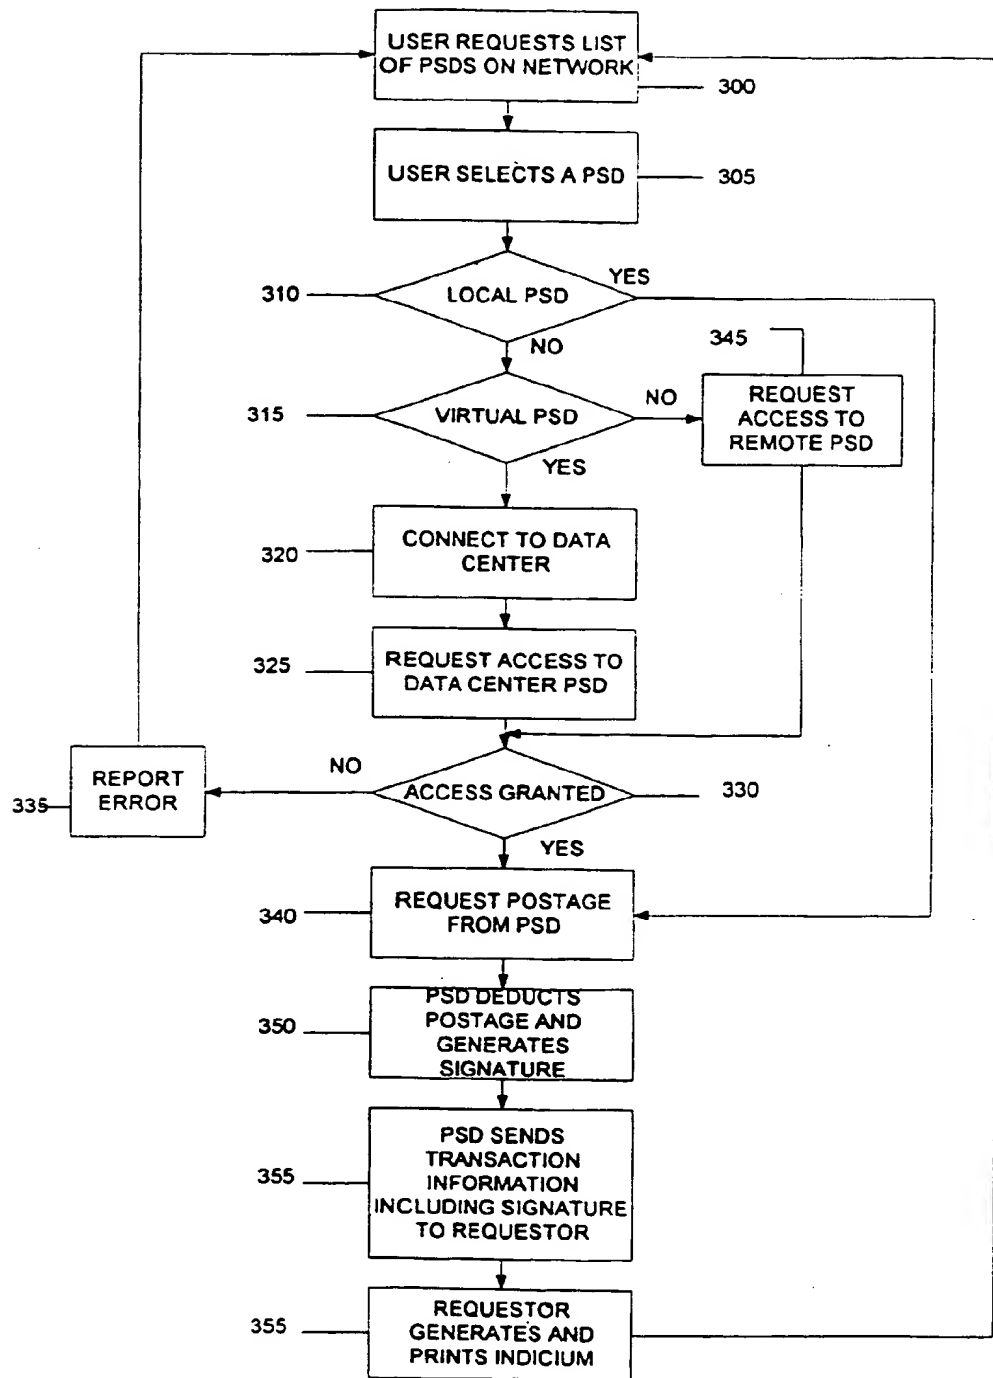 USER REQUESTS LIST
OF PSDS ON NETWORK
300
USER SELECTS A PSD
305
310
LOCAL PSD
YES
NO
345
315
VIRTUAL PSD
NO
REQUEST
ACCESS TO
REMOTE PSD
YES
320
CONNECT TO DATA
CENTER
325
REQUEST ACCESS TO
DATA CENTER PSD
335
REPORT
ERROR
NO
ACCESS GRANTED
330
YES
340
REQUEST POSTAGE
FROM PSD
350
PSD DEDUCTS
POSTAGE AND
GENERATES
SIGNATURE
355
PSD SENDS
TRANSACTION
INFORMATION
INCLUDING SIGNATURE
TO REQUESTOR
355
REQUESTOR
GENERATES AND
PRINTS INDICIUM